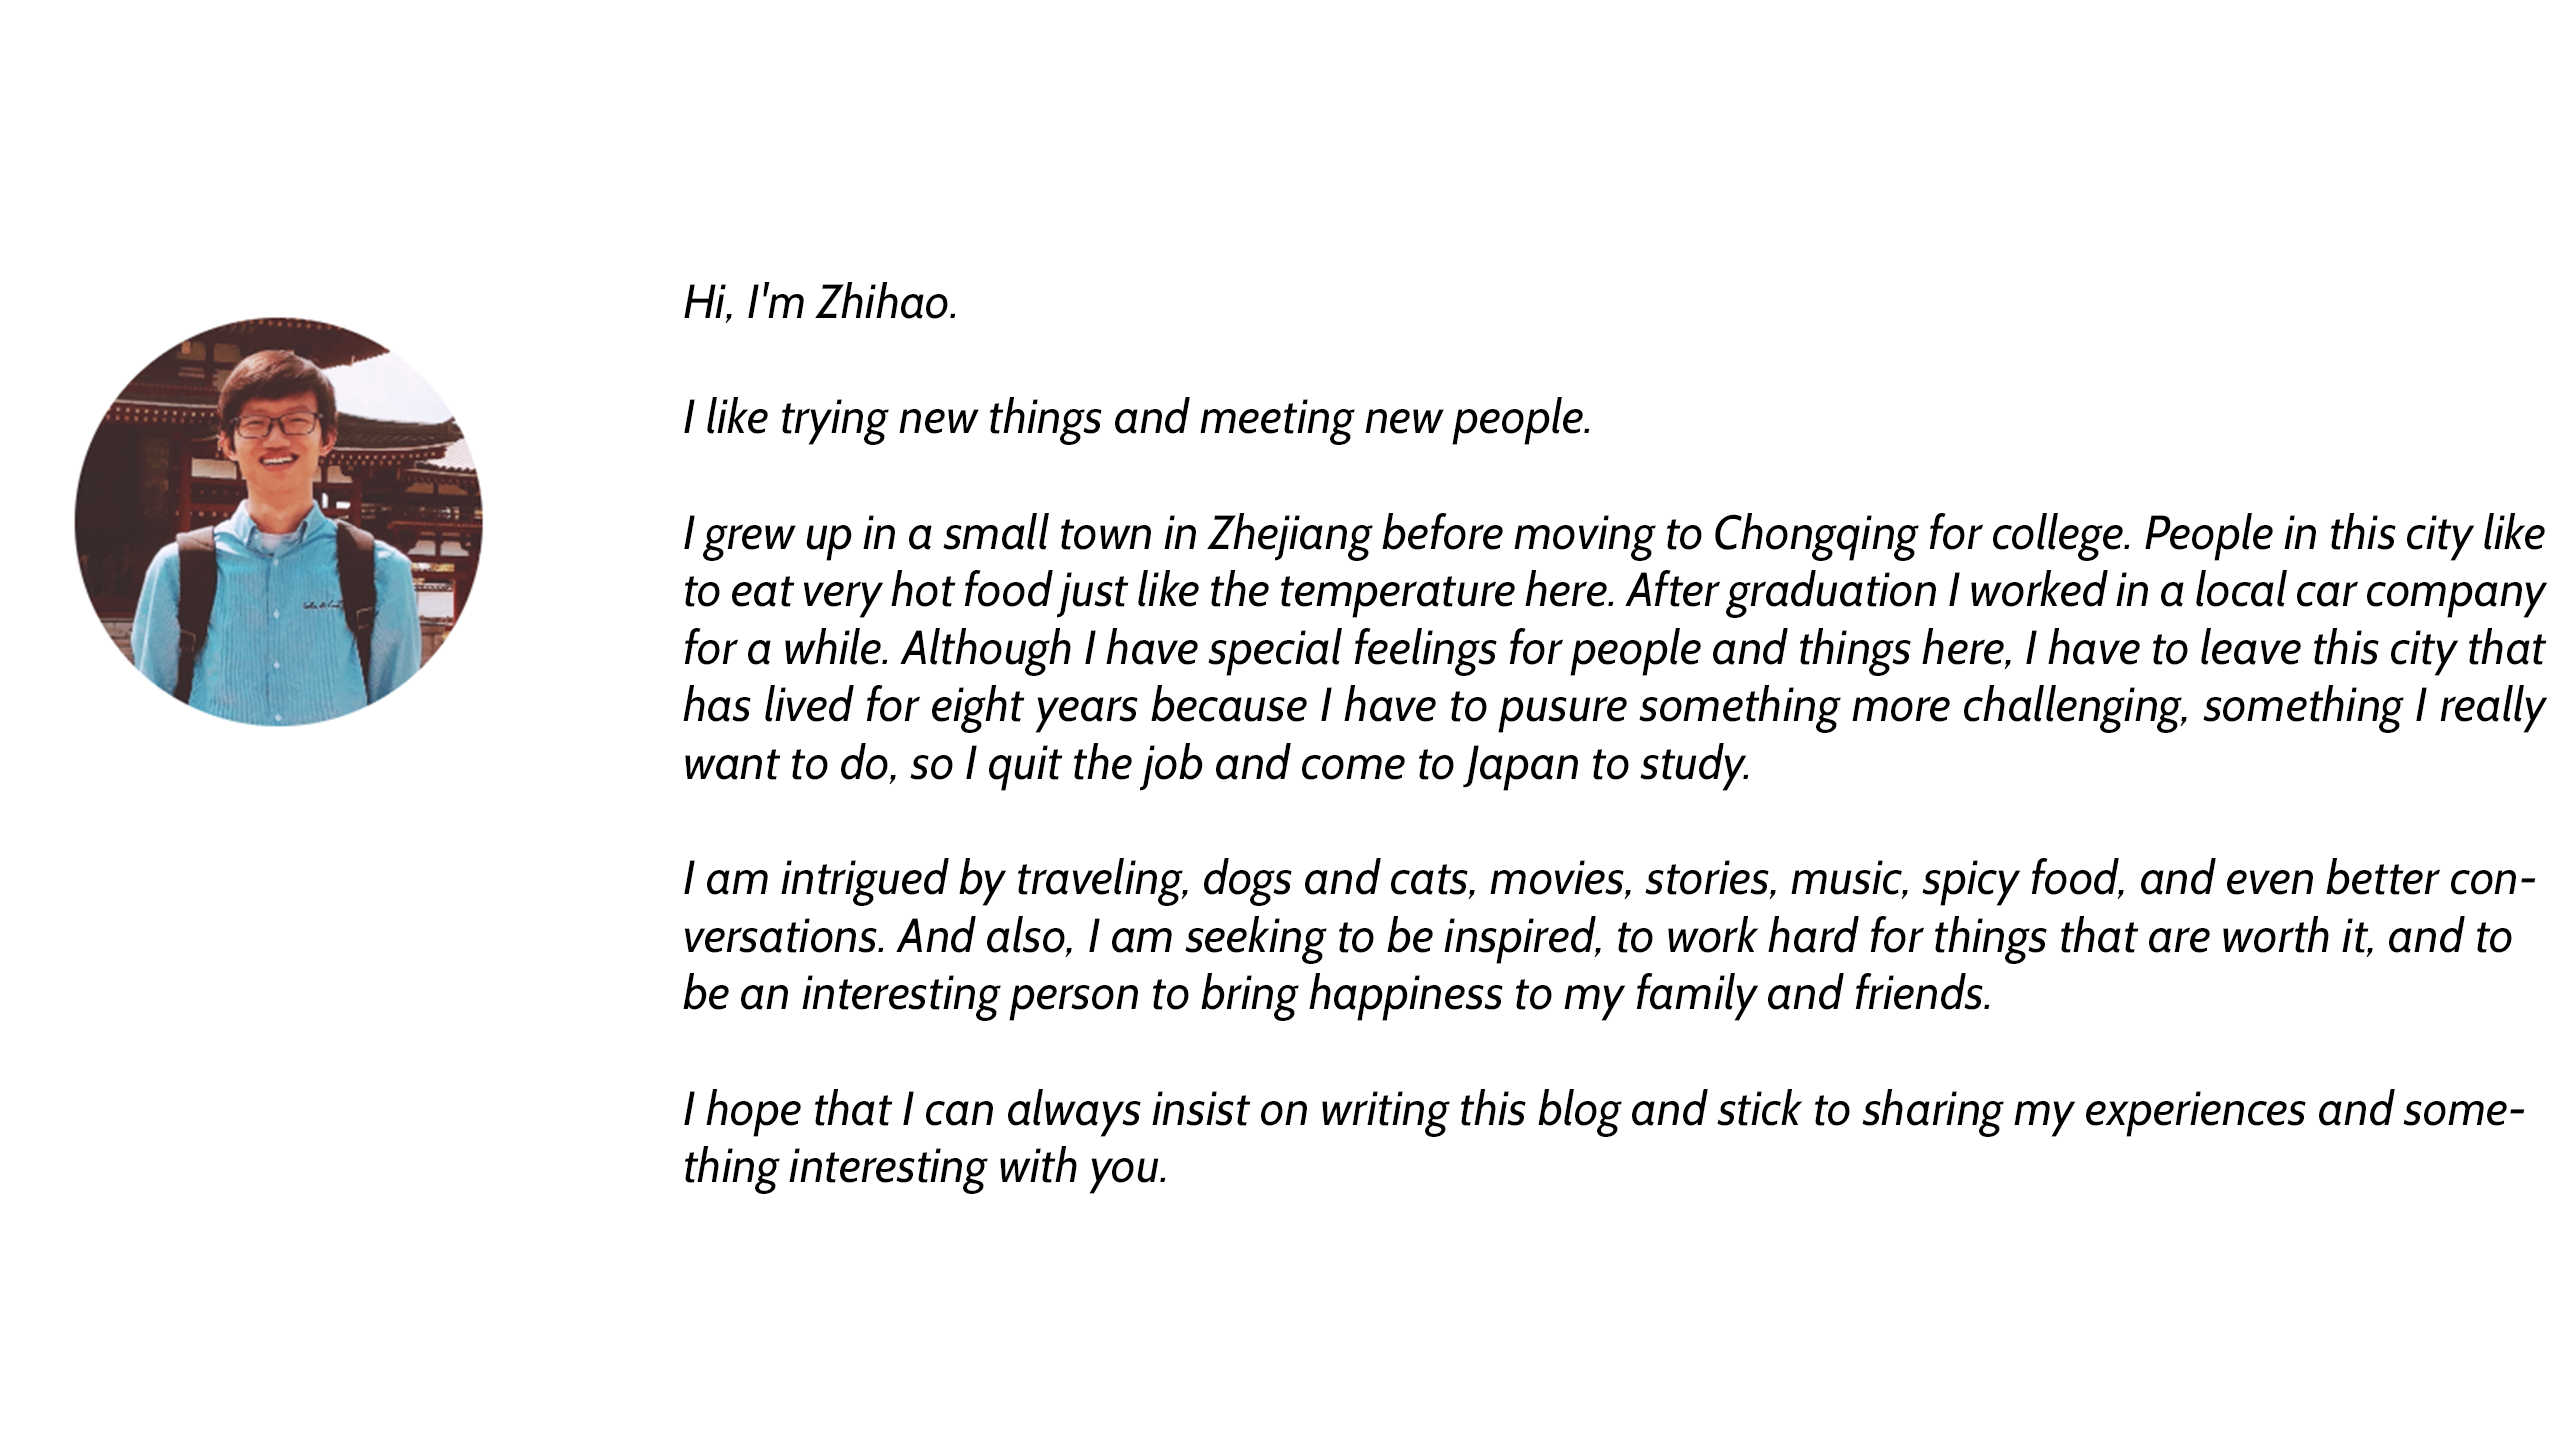 Hi, I'm Zhihao.
I like trying new things and meeting new people.
I grew up in a small town in Zhejiang before moving to Chongqing for college. People in this city like
to eat very hot food just like the temperature here. After graduation I worked in a local car company
for a while. Although I have special feelings for people and things here, I have to leave this city that
has lived for eight years because I have to pusure something more challenging, something I really
want to do, so I quit the job and come to Japan to study.
I am intrigued by traveling, dogs and cats, movies, stories, music, spicy food, and even better con-
versations. And also, I am seeking to be inspired, to work hard for things that are worth it, and to
be an interesting person to bring happiness to my family and friends.
I hope that I can always insist on writing this blog and stick to sharing my experiences and some-
thing interesting with you.